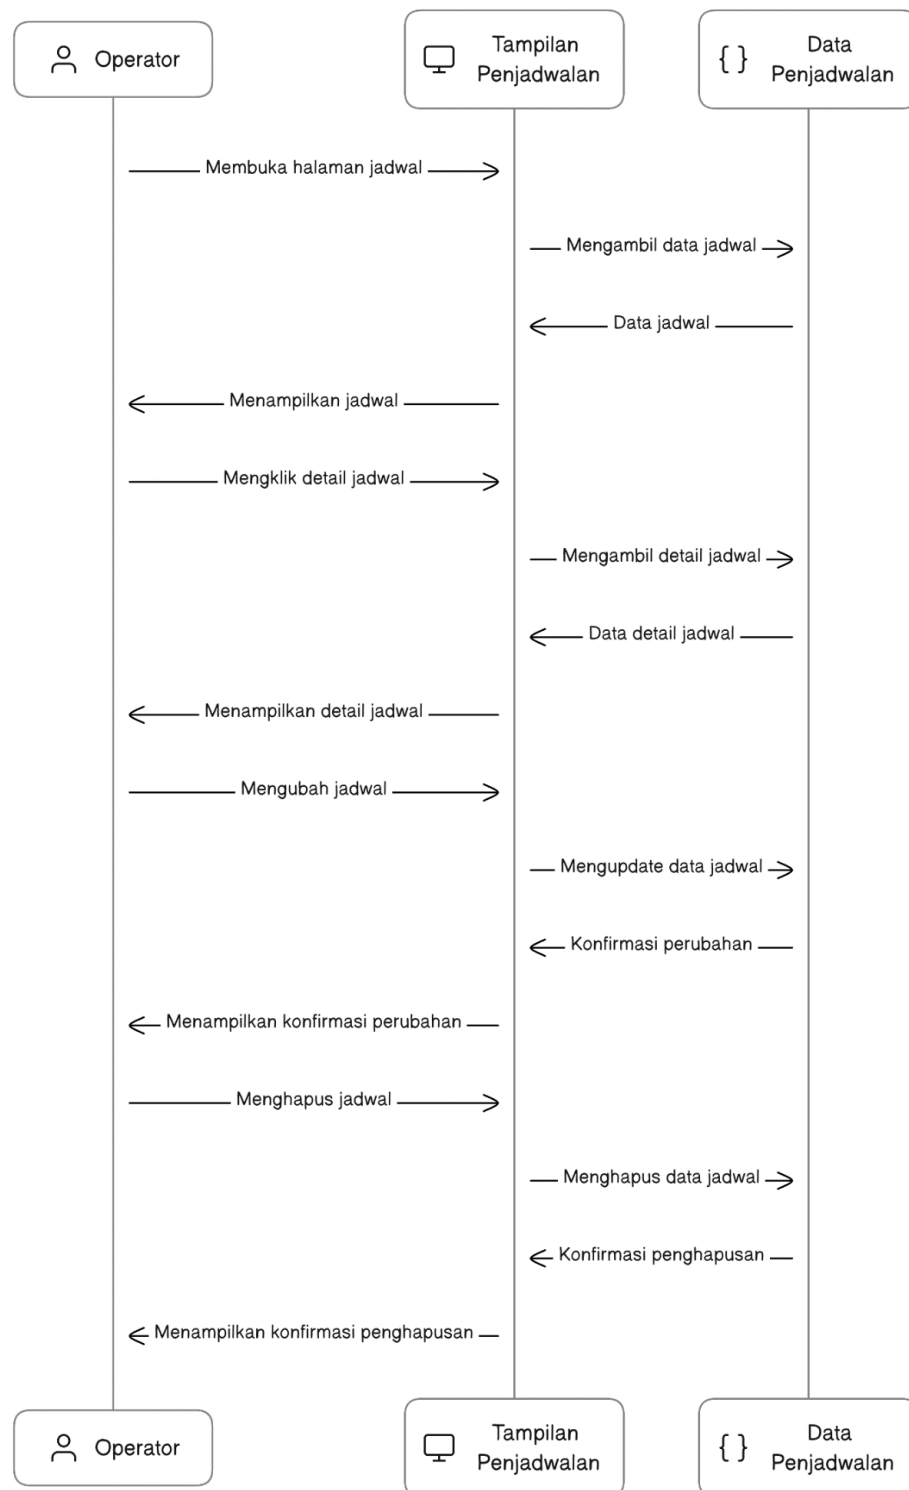 Operator
Tampilan
Penjadwalan
{ } Data
Penjadwalan
Membuka halaman jadwal
Mengambil data jadwal
Data jadwal
Menampilkan jadwal
Mengklik detail jadwal
Mengambil detail jadwal
Data detail jadwal
Menampilkan detail jadwal
Mengubah jadwal
Mengupdate data jadwal
Konfirmasi perubahan
Menampilkan konfirmasi perubahan
Menghapus jadwal
Menghapus data jadwal
Konfirmasi penghapusan
Menampilkan konfirmasi penghapusan
Operator
Tampilan
Penjadwalan
{ } Data
Penjadwalan